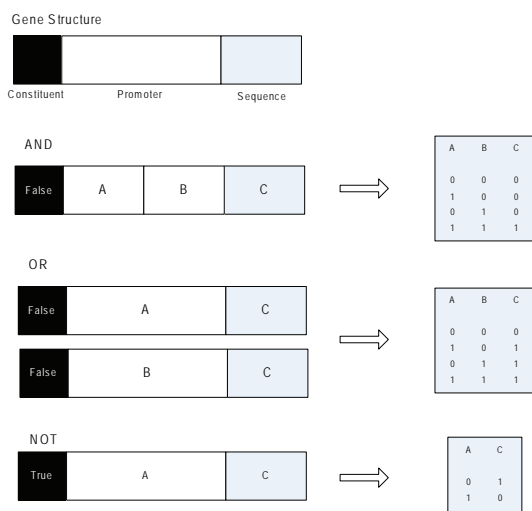 Gene Structure
Constituent Promoter Sequence
AND
False A B C
A B C
0 0 0
1 0 0
0 1 0
1 1 1
OR
False A C
False B C
A B C
0 0 0
1 0 1
0 1 1
1 1 1
NOT
True A C
A C
0 1
1 0